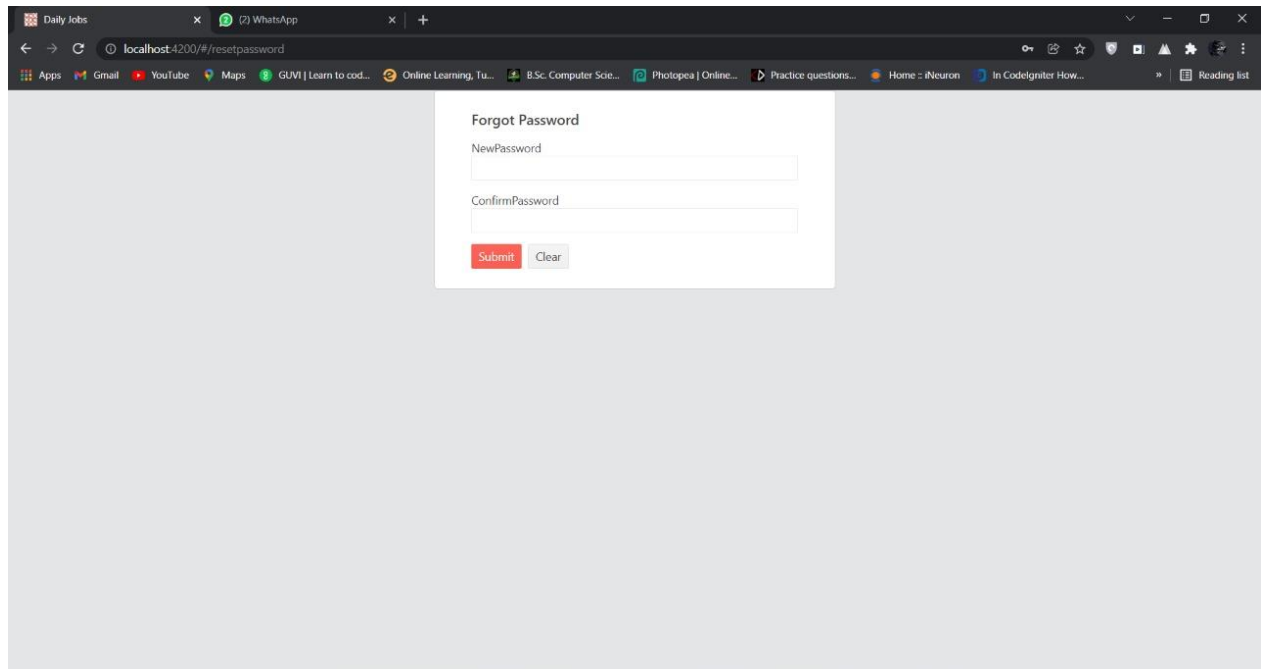 Daily Jobs
(2) WhatsApp
localhost:4200/#/resetpassword
Apps Gmail YouTube Maps GUVI | Learn to cod... Online Learning, Tu... B.Sc. Computer Scie... Photopea | Online... Practice questions... Home :: iNeuron In CodeIgniter How... » Reading list
Forgot Password
NewPassword
ConfirmPassword
Submit Clear